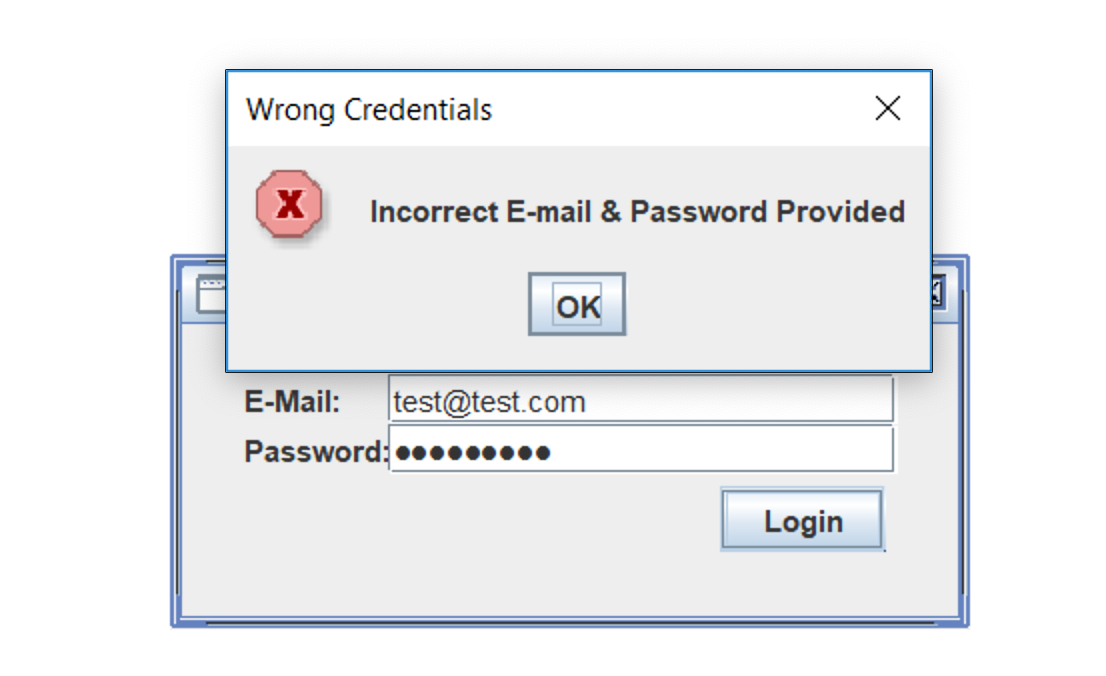 Wrong Credentials
Incorrect E-mail & Password Provided
OK
E-Mail: test@test.com
Password: ●●●●●●●●●
Login